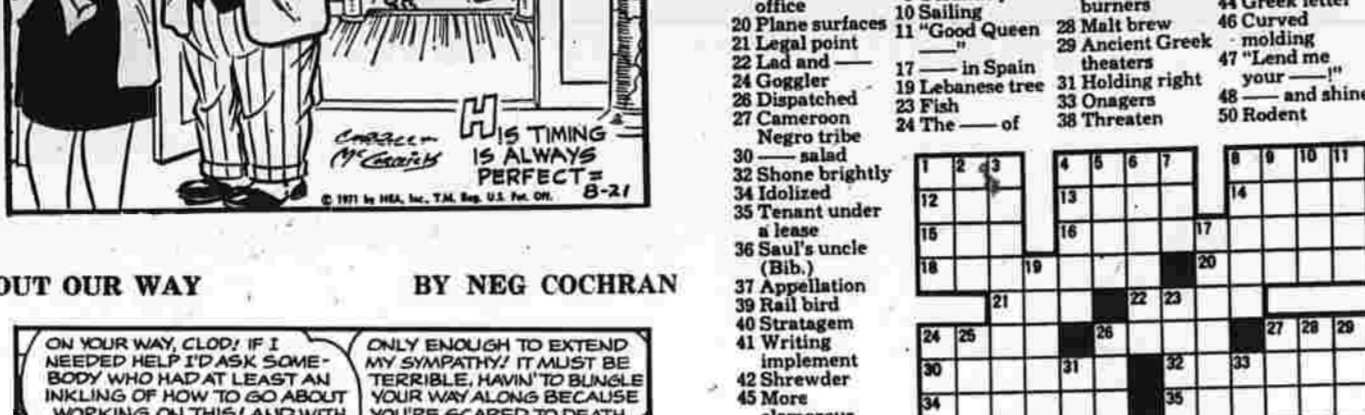 HIS TIMING
IS ALWAYS
PERFECT=
8-21
© 1971 by NEA, Inc., T.M. Reg. U.S. Pat. Off.
OUT OUR WAY
BY NEG COCHRAN
ON YOUR WAY, CLOD! IF I
NEEDED HELP I'D ASK SOME-
BODY WHO HAD AT LEAST AN
INKLING OF HOW TO GO ABOUT
WORKING ON THIS! AND WITH
ONLY ENOUGH TO EXTEND
MY SYMPATHY! IT MUST BE
TERRIBLE, HAVIN' TO BUNGLE
YOUR WAY ALONG BECAUSE
YOU'RE SCARED TO DEATH
office
20 Plane surfaces
21 Legal point
22 Lad and —
24 Goggler
26 Dispatched
27 Cameroon
Negro tribe
30 — salad
32 Shone brightly
34 Idolized
35 Tenant under
a lease
36 Saul's uncle
(Bib.)
37 Appellation
39 Rail bird
40 Stratagem
41 Writing
implement
42 Shrewder
45 More
10 Sailing
11 "Good Queen
—"
17 — in Spain
19 Lebanese tree
23 Fish
24 The — of
burners
28 Malt brew
29 Ancient Greek
theaters
31 Holding right
33 Onagers
38 Threaten
44 Greek letter
46 Curved
molding
47 "Lend me
your —!"
48 — and shine
50 Rodent
1 2 3 4 5 6 7 8 9 10 11
12 13 14
15 16 17
18 19 20
21 22 23
24 25 26 27 28 29
30 31 32 33
34 35